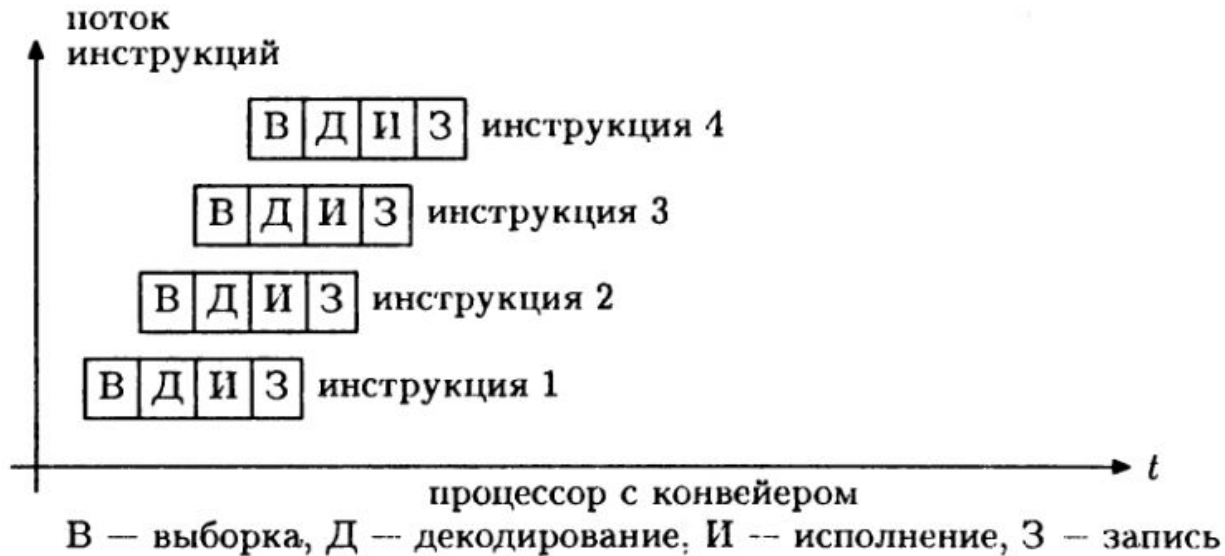 поток
инструкций
В Д И З инструкция 4
В Д И З инструкция 3
В Д И З инструкция 2
В Д И З инструкция 1
t
процессор с конвейером
В — выборка, Д -- декодирование. И -- исполнение, З — запись